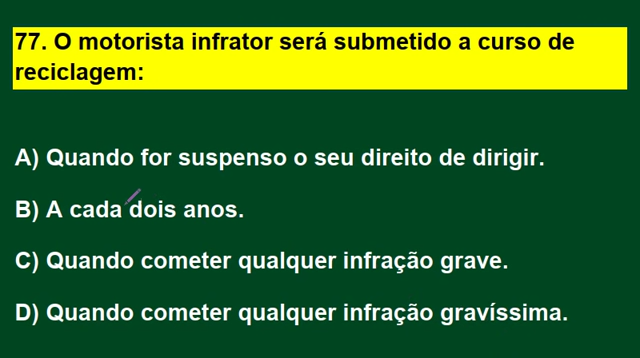 77. O motorista infrator será submetido a curso de
reciclagem:
A) Quando for suspenso o seu direito de dirigir.
B) A cada dois anos.
C) Quando cometer qualquer infração grave.
D) Quando cometer qualquer infração gravíssima.